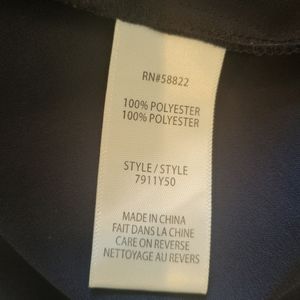 RN#58822
100% POLYESTER
100% POLYESTER
STYLE / STYLE
7911Y50
MADE IN CHINA
FAIT DANS LA CHINE
CARE ON REVERSE
NETTOYAGE AU REVERS